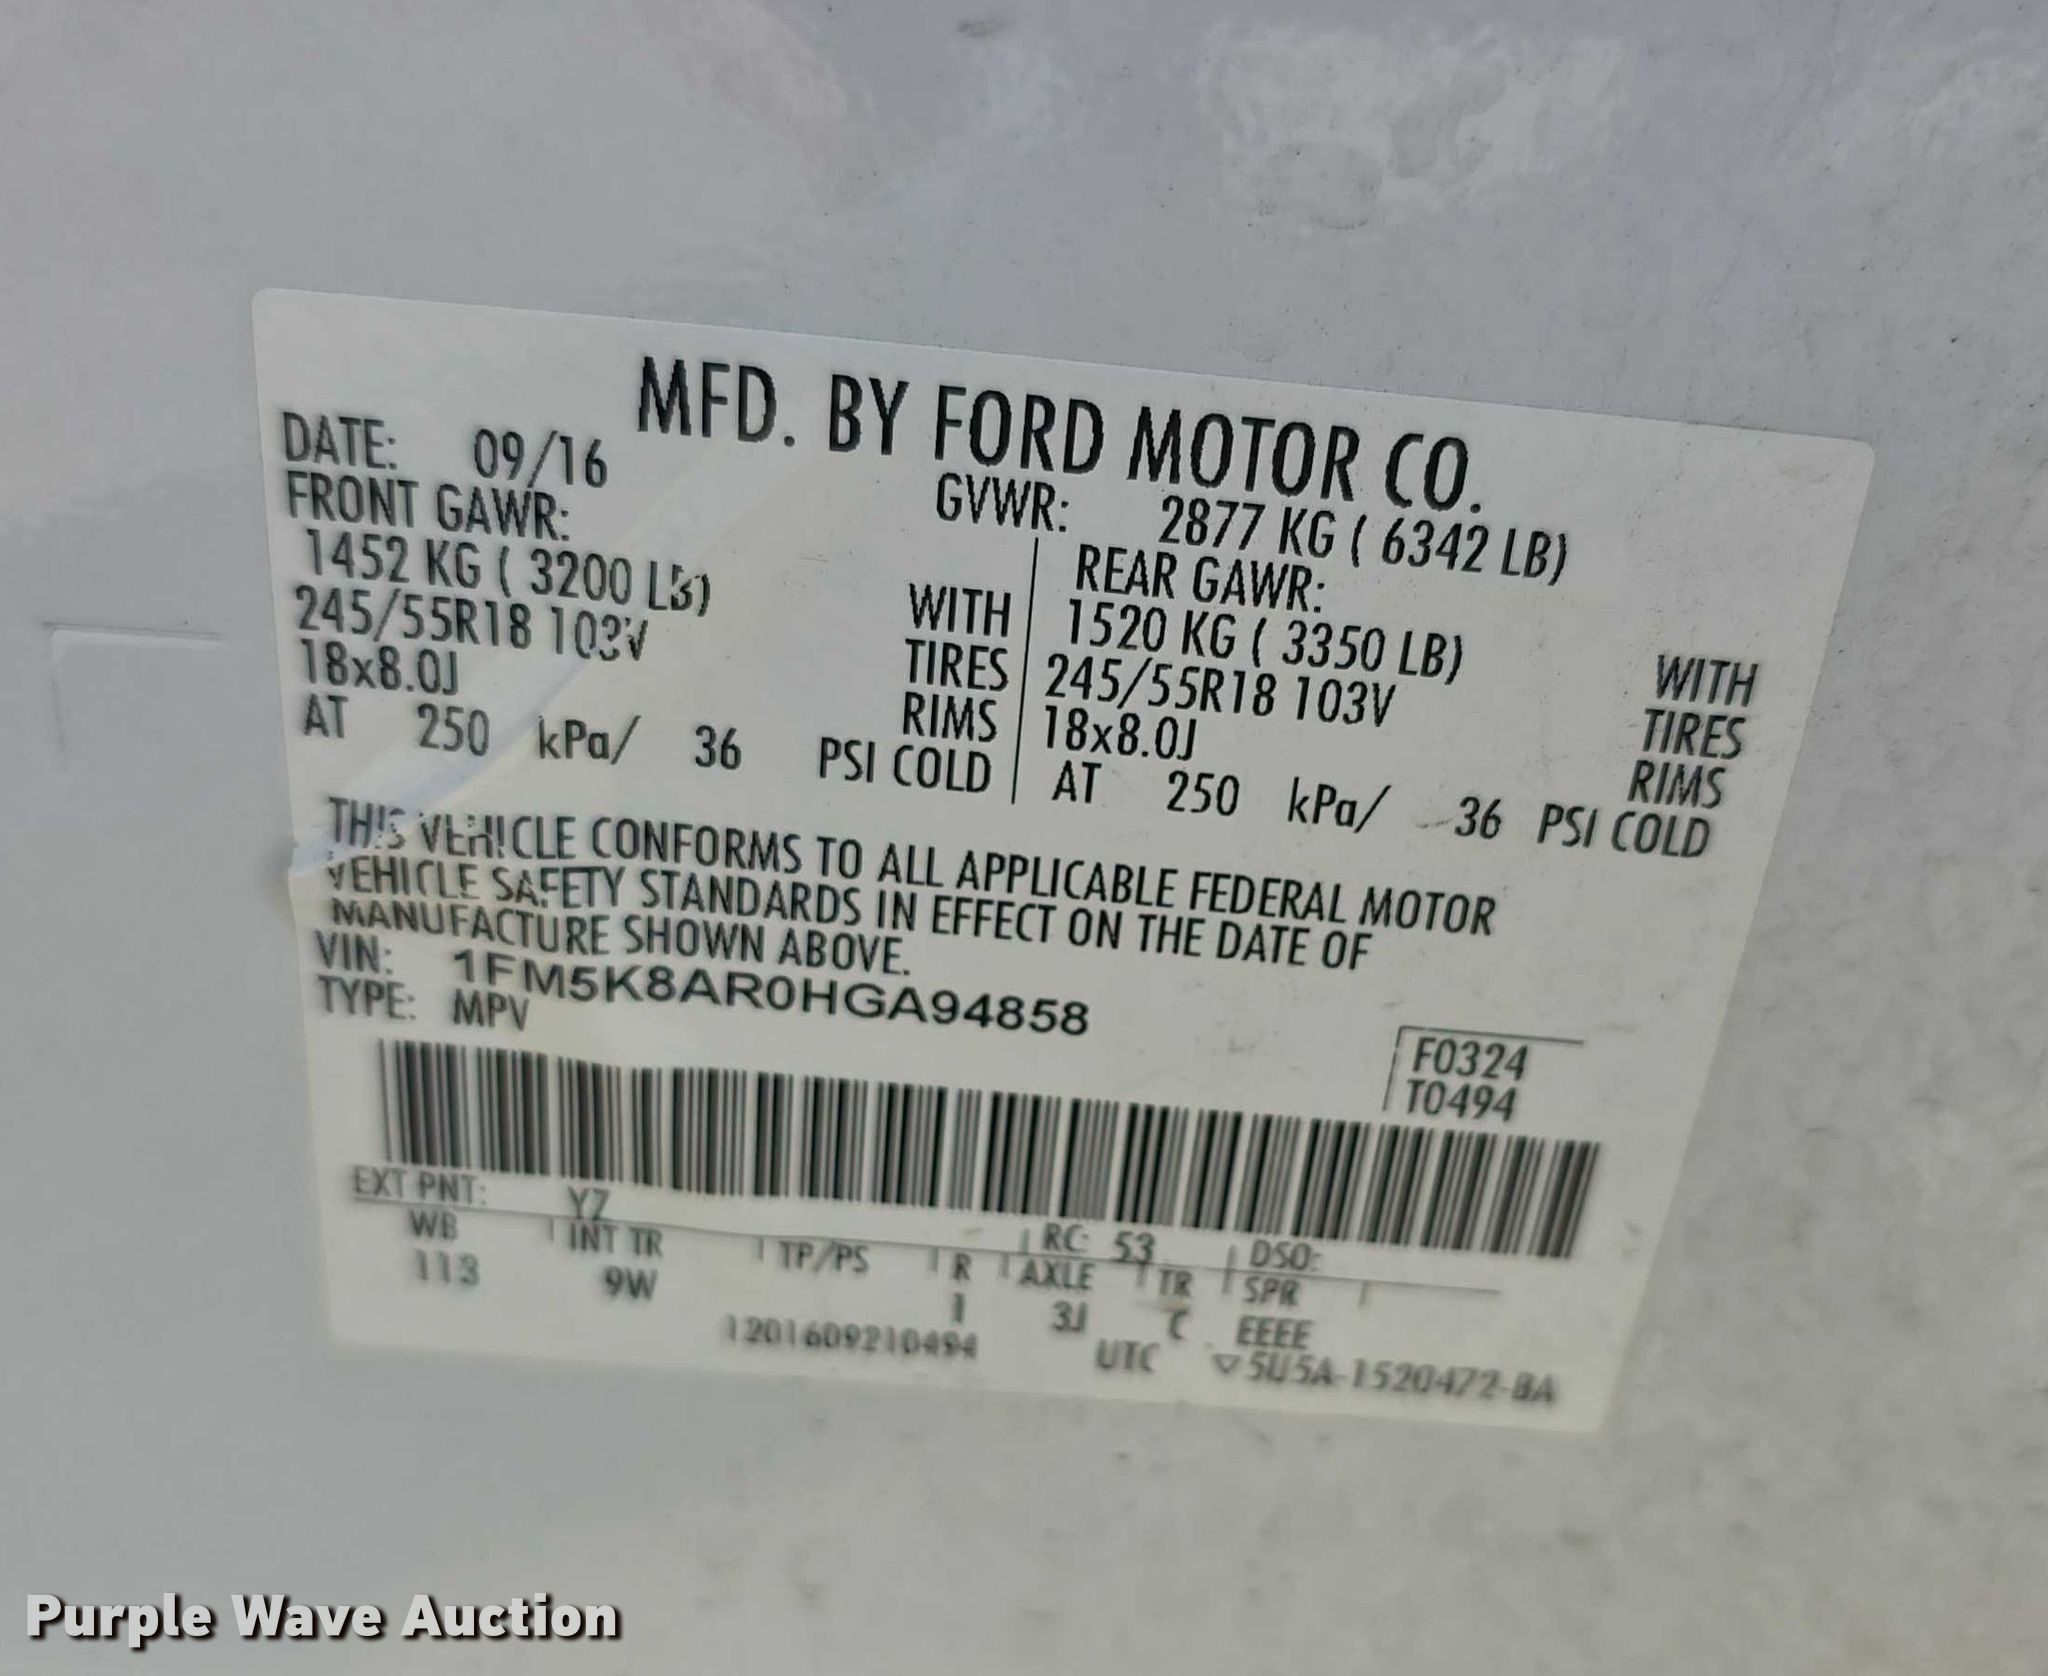 MFD. BY FORD MOTOR CO.
DATE: 09/16 GVWR: 2877 KG ( 6342 LB)
FRONT GAWR: REAR GAWR:
1452 KG ( 3200 LB) WITH 1520 KG ( 3350 LB) WITH
245/55R18 103V TIRES 245/55R18 103V TIRES
18x8.0J RIMS 18x8.0J RIMS
AT 250 kPa/ 36 PSI COLD AT 250 kPa/ 36 PSI COLD
THIS VEHICLE CONFORMS TO ALL APPLICABLE FEDERAL MOTOR
VEHICLE SAFETY STANDARDS IN EFFECT ON THE DATE OF
MANUFACTURE SHOWN ABOVE.
VIN: 1FM5K8AR0HGA94858
TYPE: MPV
F0324
T0494
EXT PNT: YZ RC: 53 DSO:
WB INT TR TP/PS R AXLE TR SPR
113 9W 1 3J C EEEE
1201609210494 UTC ▽5U5A-1520472-BA
Purple Wave Auction